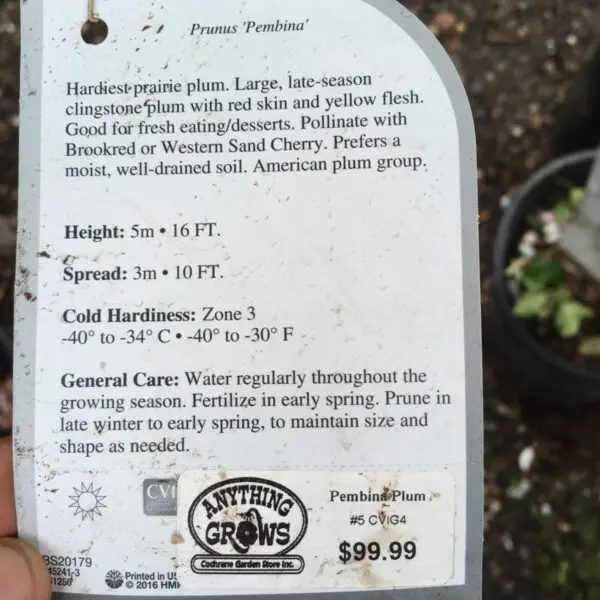 Prunus 'Pembina'
Hardiest prairie plum. Large, late-season
clingstone plum with red skin and yellow flesh.
Good for fresh eating/desserts. Pollinate with
Brookred or Western Sand Cherry. Prefers a
moist, well-drained soil. American plum group.
Height: 5m • 16 FT.
Spread: 3m • 10 FT.
Cold Hardiness: Zone 3
-40° to -34° C • -40° to -30° F
General Care: Water regularly throughout the
growing season. Fertilize in early spring. Prune in
late winter to early spring, to maintain size and
shape as needed.
CVI
ANYTHING
GROWS
Cochrane Garden Store Inc.
Pembina Plum
#5 CVIG4
$99.99
BS20179
45241-3
Printed in US
© 2016 HM